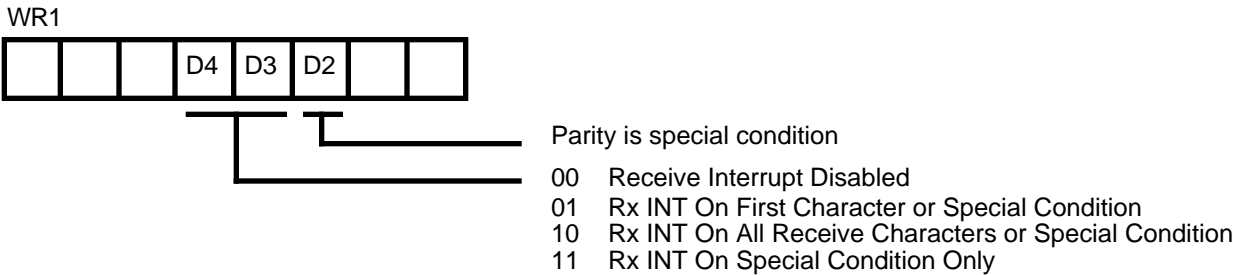 WR1
D4 D3 D2
Parity is special condition
00 Receive Interrupt Disabled
01 Rx INT On First Character or Special Condition
10 Rx INT On All Receive Characters or Special Condition
11 Rx INT On Special Condition Only